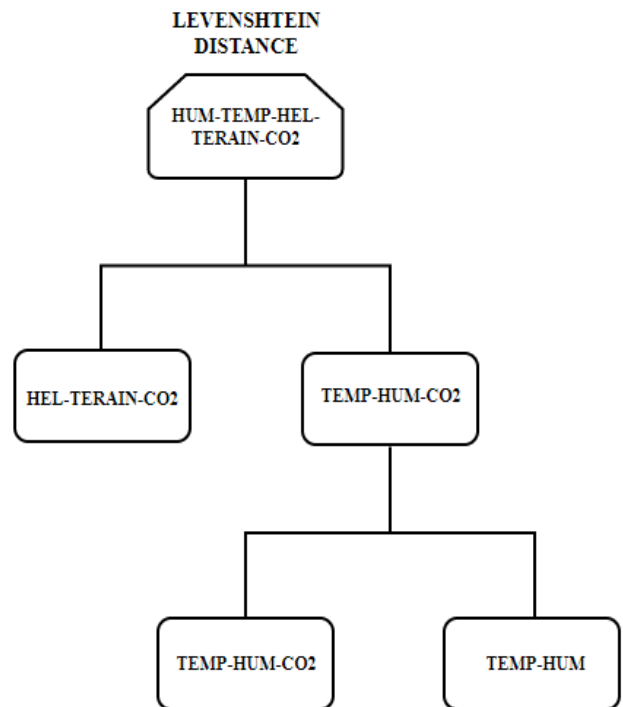 LEVENSHTEIN
DISTANCE
HUM-TEMP-HEL-
TERAIN-CO2
HEL-TERAIN-CO2
TEMP-HUM-CO2
TEMP-HUM-CO2
TEMP-HUM